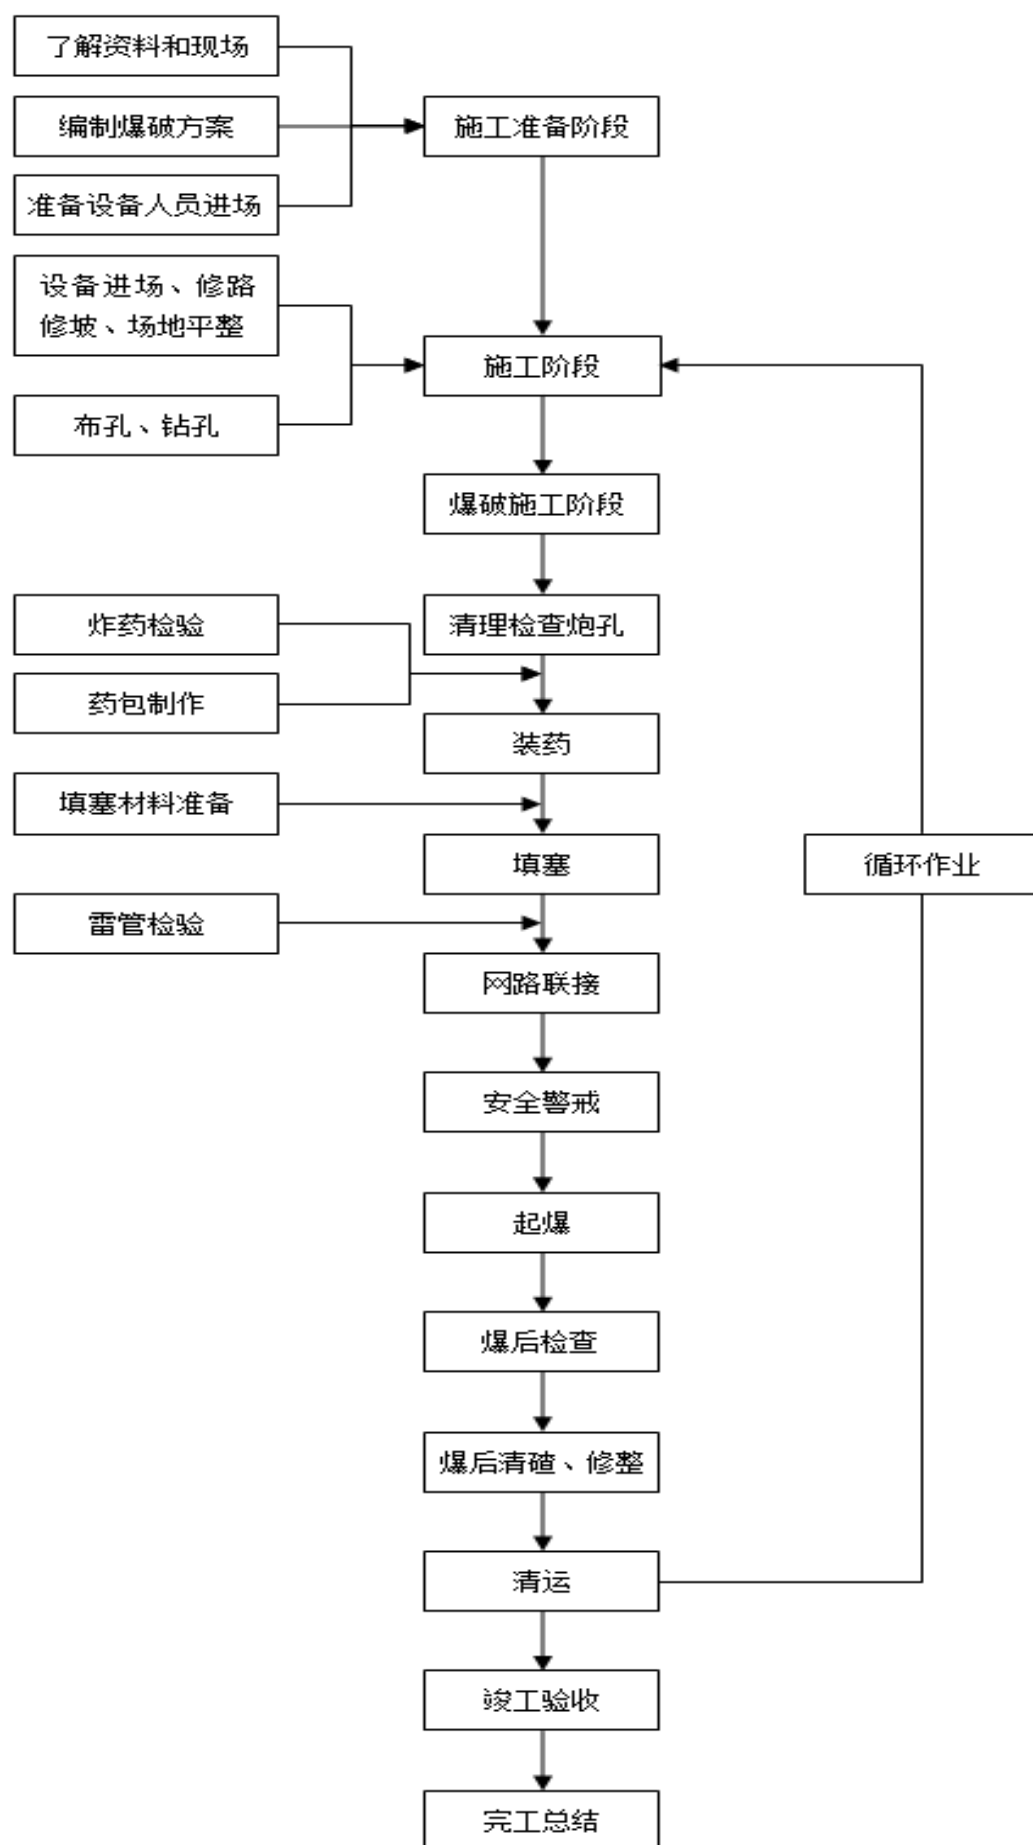 了解资料和现场
编制爆破方案
施工准备阶段
准备设备人员进场
设备进场、修路
修坡、场地平整
施工阶段
布孔、钻孔
爆破施工阶段
炸药检验
清理检查炮孔
药包制作
装药
填塞材料准备
填塞
循环作业
雷管检验
网路联接
安全警戒
起爆
爆后检查
爆后清碴、修整
清运
竣工验收
完工总结